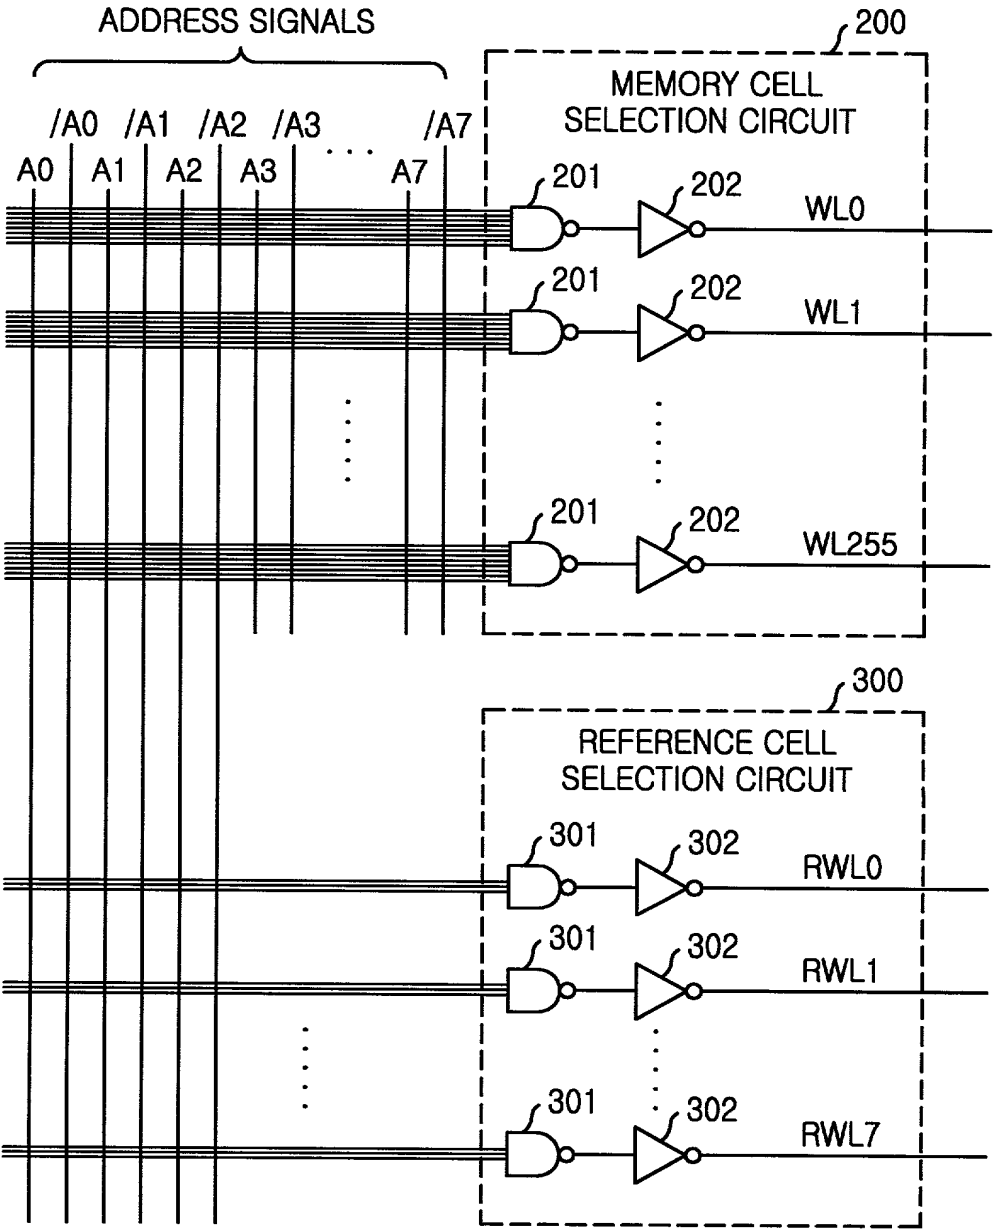 ADDRESS SIGNALS
200
MEMORY CELL
SELECTION CIRCUIT
/A0 /A1 /A2 /A3 /A7
A0 A1 A2 A3 A7
201 202 WL0
201 202 WL1
201 202 WL255
300
REFERENCE CELL
SELECTION CIRCUIT
301 302 RWL0
301 302 RWL1
301 302 RWL7